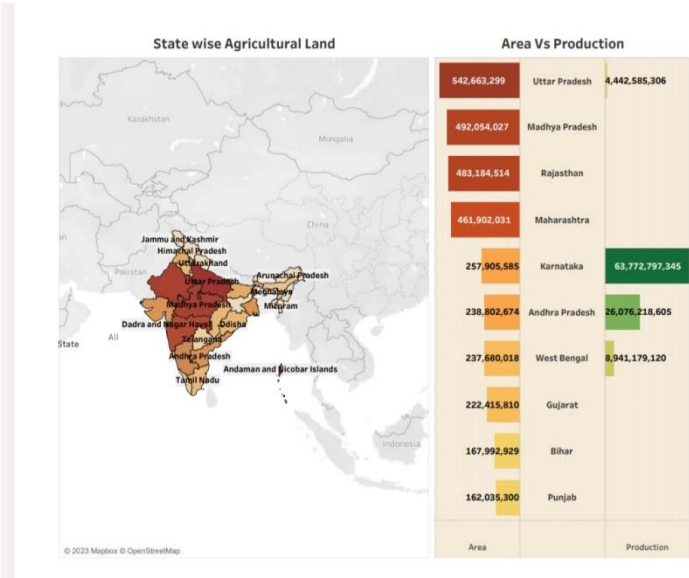 State wise Agricultural Land
Kazakhstan
Mongolia
China
Jammu and Kashmir
Himachal Pradesh
Uttarakhand
Pakistan
Uttar Pradesh
Arunachal Pradesh
Meghalaya
Madhya Pradesh
Mizoram
Dadra and Nagar Haveli
Odisha
State
All
Telangana
Andhra Pradesh
Andaman and Nicobar Islands
Tamil Nadu
Indonesia
© 2023 Mapbox © OpenStreetMap
Area Vs Production
542,663,299 Uttar Pradesh 4,442,585,306
492,054,027 Madhya Pradesh
483,184,514 Rajasthan
461,902,031 Maharashtra
257,905,585 Karnataka 63,772,797,345
238,802,674 Andhra Pradesh 26,076,218,605
237,680,018 West Bengal 8,941,179,120
222,415,810 Gujarat
167,992,929 Bihar
162,035,300 Punjab
Area Production